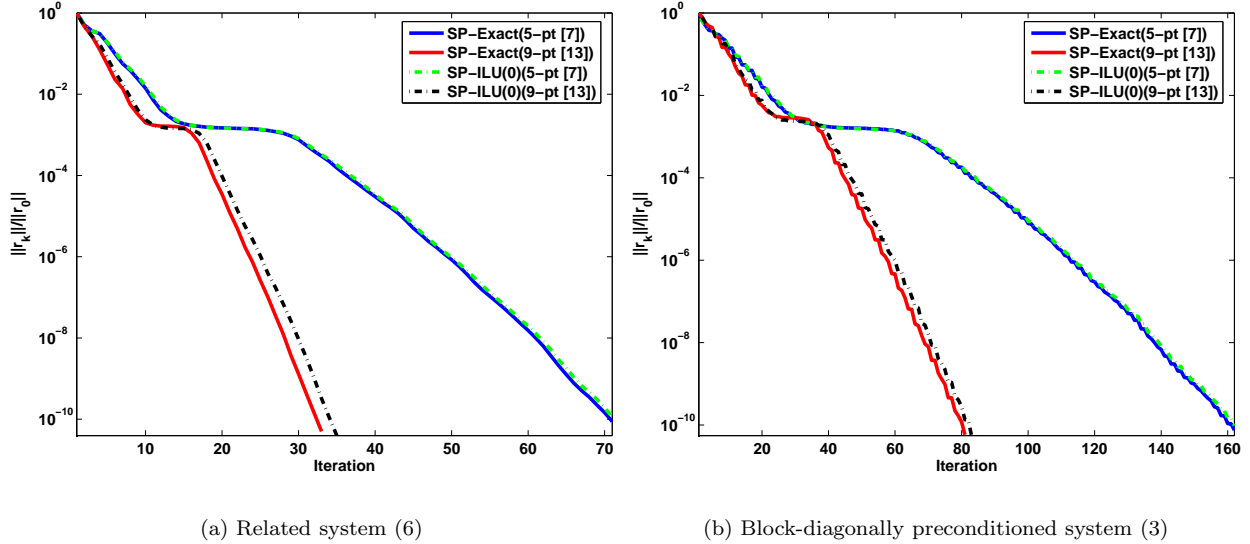 10^0
10^−2
10^−4
10^−6
10^−8
10^−10
||r_k||/||r_0||
10 20 30 40 50 60 70
Iteration
SP−Exact(5−pt [7])
SP−Exact(9−pt [13])
SP−ILU(0)(5−pt [7])
SP−ILU(0)(9−pt [13])
(a) Related system (6)
10^0
10^−2
10^−4
10^−6
10^−8
10^−10
||r_k||/||r_0||
20 40 60 80 100 120 140 160
Iteration
SP−Exact(5−pt [7])
SP−Exact(9−pt [13])
SP−ILU(0)(5−pt [7])
SP−ILU(0)(9−pt [13])
(b) Block-diagonally preconditioned system (3)